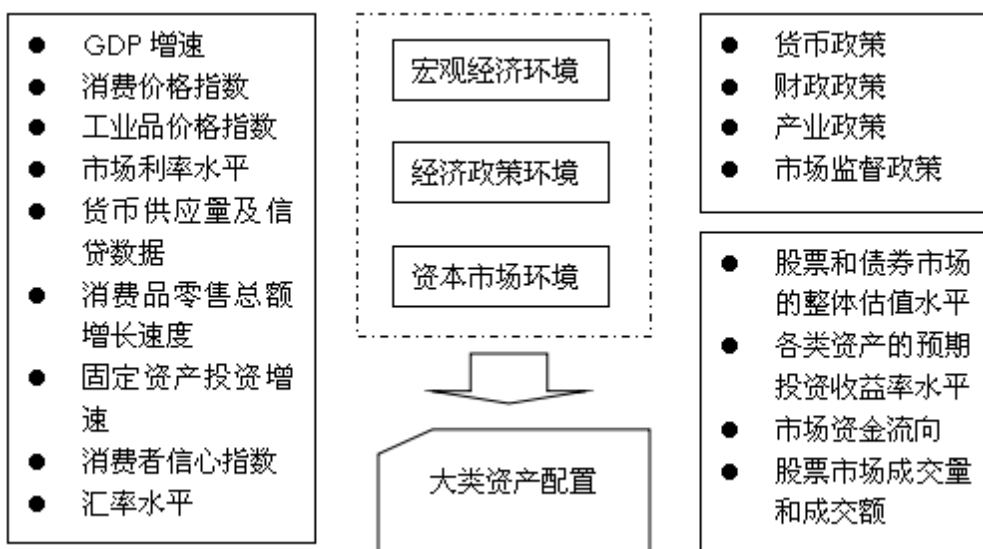 ● GDP 增速
● 消费价格指数
● 工业品价格指数
● 市场利率水平
● 货币供应量及信
贷数据
● 消费品零售总额
增长速度
● 固定资产投资增
速
● 消费者信心指数
● 汇率水平
宏观经济环境
经济政策环境
资本市场环境
大类资产配置
● 货币政策
● 财政政策
● 产业政策
● 市场监督政策
● 股票和债券市场
的整体估值水平
● 各类资产的预期
投资收益率水平
● 市场资金流向
● 股票市场成交量
和成交额